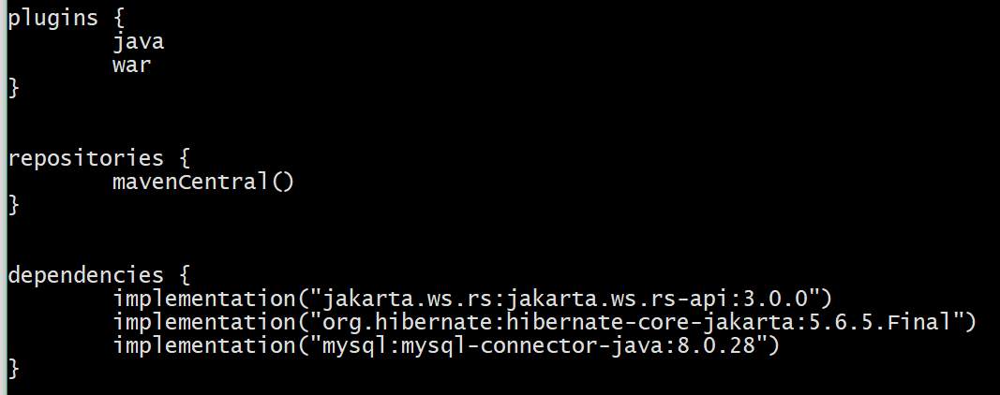 plugins {
        java
        war
}
repositories {
        mavenCentral()
}
dependencies {
        implementation("jakarta.ws.rs:jakarta.ws.rs-api:3.0.0")
        implementation("org.hibernate:hibernate-core-jakarta:5.6.5.Final")
        implementation("mysql:mysql-connector-java:8.0.28")
}